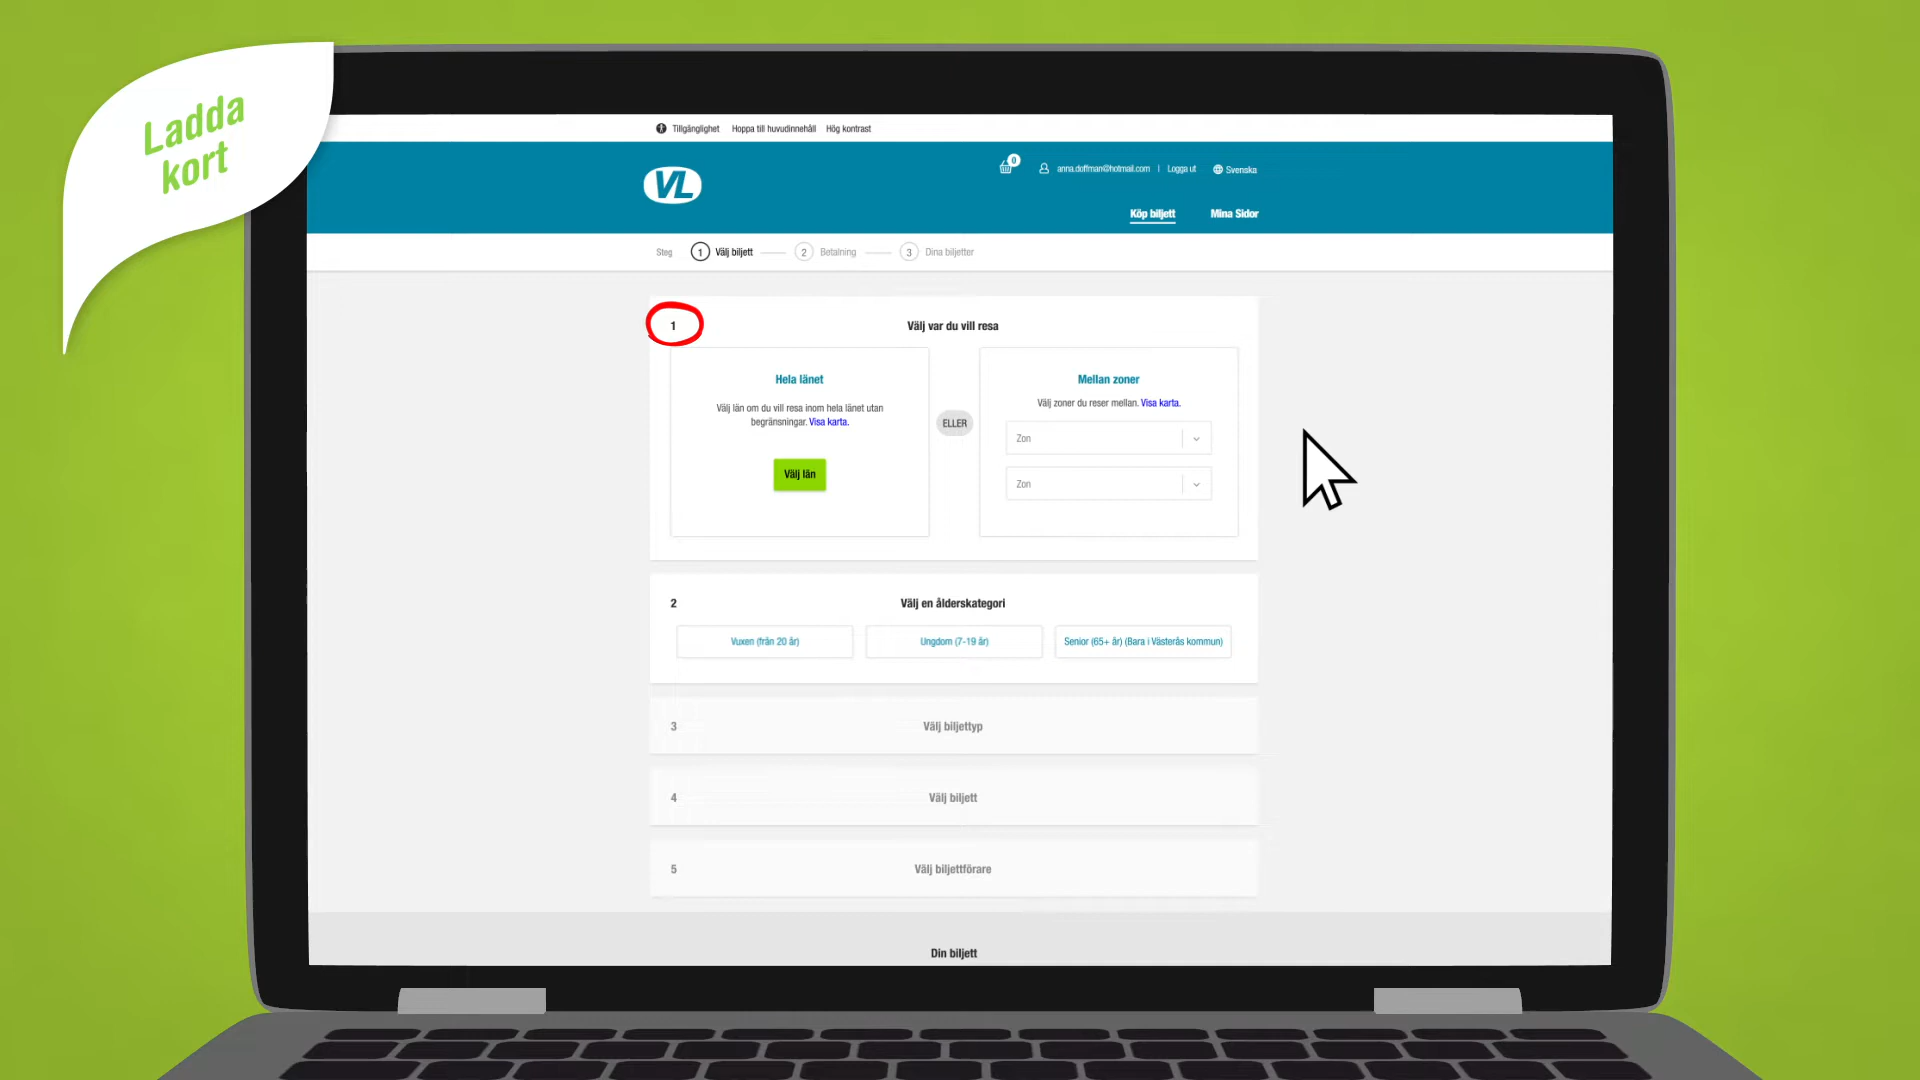 Ladda
kort
Tillgänglighet Hoppa till huvudinnehåll Hög kontrast
VL
0
anna.doffman@hotmail.com | Logga ut Svenska
Köp biljett Mina Sidor
Steg 1 Välj biljett 2 Betalning 3 Dina biljetter
1 Välj var du vill resa
Hela länet
Välj län om du vill resa inom hela länet utan
begränsningar. Visa karta.
Välj län
ELLER
Mellan zoner
Välj zoner du reser mellan. Visa karta.
Zon
Zon
2 Välj en ålderskategori
Vuxen (från 20 år) Ungdom (7-19 år) Senior (65+ år) (Bara i Västerås kommun)
3 Välj biljettyp
4 Välj biljett
5 Välj biljettförare
Din biljett